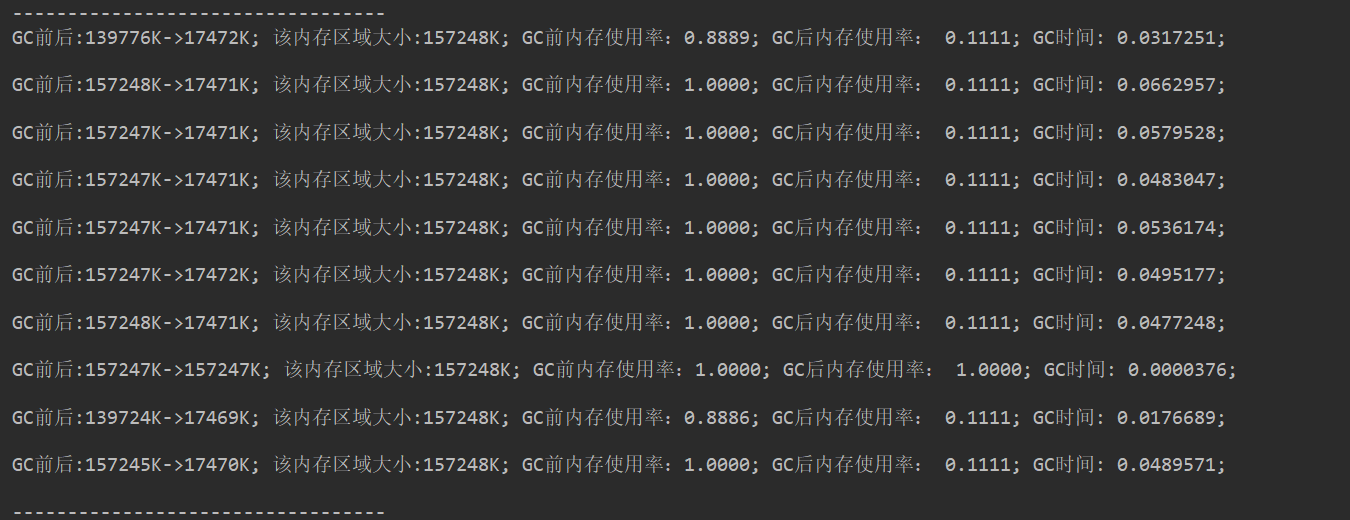 ----------------------------------
GC前后:139776K->17472K; 该内存区域大小:157248K; GC前内存使用率：0.8889; GC后内存使用率： 0.1111; GC时间: 0.0317251;
GC前后:157248K->17471K; 该内存区域大小:157248K; GC前内存使用率：1.0000; GC后内存使用率： 0.1111; GC时间: 0.0662957;
GC前后:157247K->17471K; 该内存区域大小:157248K; GC前内存使用率：1.0000; GC后内存使用率： 0.1111; GC时间: 0.0579528;
GC前后:157247K->17471K; 该内存区域大小:157248K; GC前内存使用率：1.0000; GC后内存使用率： 0.1111; GC时间: 0.0483047;
GC前后:157247K->17471K; 该内存区域大小:157248K; GC前内存使用率：1.0000; GC后内存使用率： 0.1111; GC时间: 0.0536174;
GC前后:157247K->17472K; 该内存区域大小:157248K; GC前内存使用率：1.0000; GC后内存使用率： 0.1111; GC时间: 0.0495177;
GC前后:157248K->17471K; 该内存区域大小:157248K; GC前内存使用率：1.0000; GC后内存使用率： 0.1111; GC时间: 0.0477248;
GC前后:157247K->157247K; 该内存区域大小:157248K; GC前内存使用率：1.0000; GC后内存使用率： 1.0000; GC时间: 0.0000376;
GC前后:139724K->17469K; 该内存区域大小:157248K; GC前内存使用率：0.8886; GC后内存使用率： 0.1111; GC时间: 0.0176689;
GC前后:157245K->17470K; 该内存区域大小:157248K; GC前内存使用率：1.0000; GC后内存使用率： 0.1111; GC时间: 0.0489571;
----------------------------------